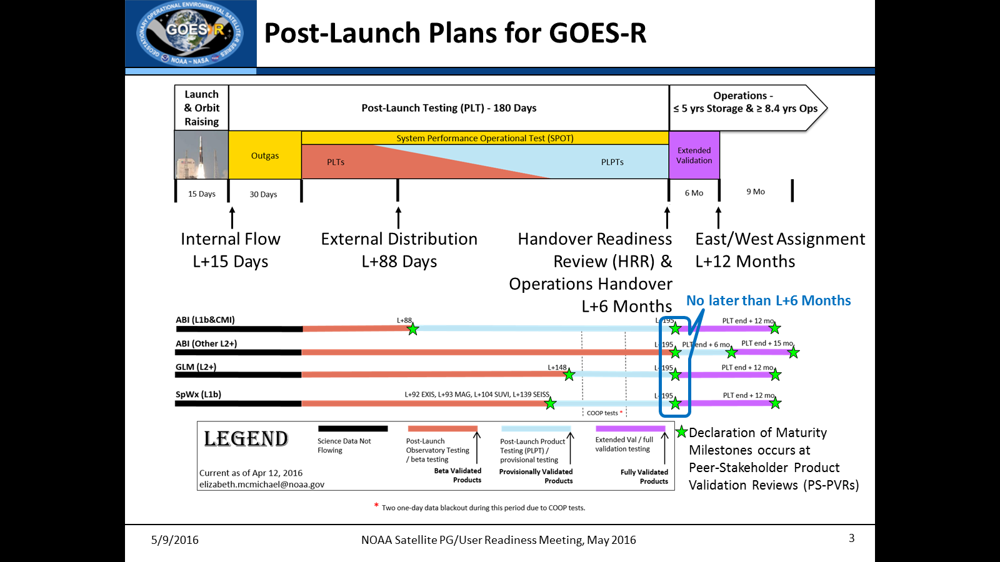 GEOSTATIONARY OPERATIONAL ENVIRONMENTAL SATELLITE-R SERIES
GOES R
NOAA ~ NASA
Post-Launch Plans for GOES-R
Launch
& Orbit
Raising
Post-Launch Testing (PLT) - 180 Days
Operations -
≤ 5 yrs Storage & ≥ 8.4 yrs Ops
System Performance Operational Test (SPOT)
Outgas
PLTs
PLPTs
Extended
Validation
15 Days
30 Days
6 Mo
9 Mo
Internal Flow
L+15 Days
External Distribution
L+88 Days
Handover Readiness
Review (HRR) &
Operations Handover
L+6 Months
East/West Assignment
L+12 Months
No later than L+6 Months
ABI (L1b&CMI)
L+88
L+195
PLT end + 12 mo
ABI (Other L2+)
L+195
PLT end + 6 mo
PLT end + 15 mo
GLM (L2+)
L+148
L+195
PLT end + 12 mo
SpWx (L1b)
L+92 EXIS, L+93 MAG, L+104 SUVI, L+139 SEISS
L+195
PLT end + 12 mo
COOP tests *
LEGEND
Current as of Apr 12, 2016
elizabeth.mcmichael@noaa.gov
Science Data Not
Flowing
Post-Launch
Observatory Testing
/ beta testing
Beta Validated
Products
Post-Launch Product
Testing (PLPT) /
provisional testing
Provisionally Validated
Products
Extended Val / full
validation testing
Fully Validated
Products
Declaration of Maturity
Milestones occurs at
Peer-Stakeholder Product
Validation Reviews (PS-PVRs)
* Two one-day data blackout during this period due to COOP tests.
5/9/2016
NOAA Satellite PG/User Readiness Meeting, May 2016
3